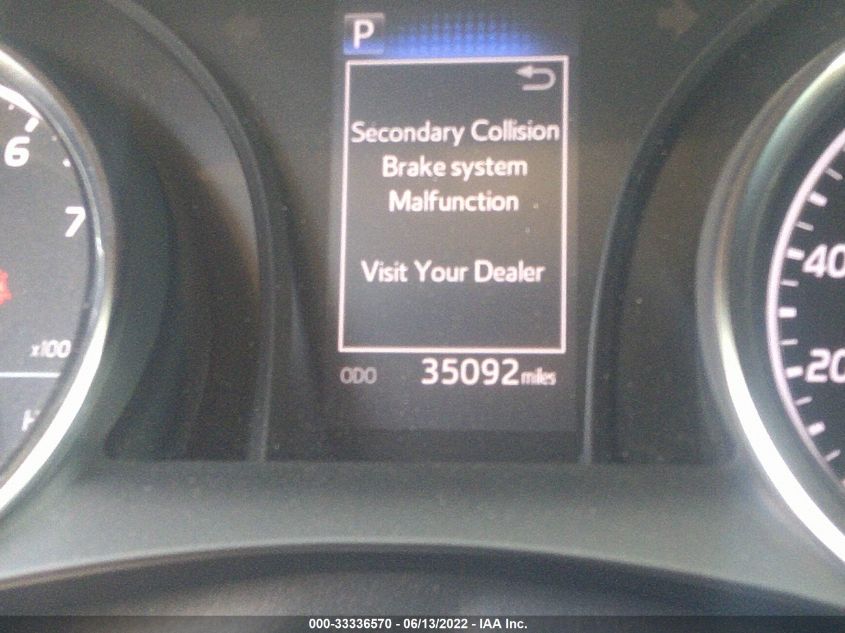 P
Secondary Collision
Brake system
Malfunction
Visit Your Dealer
ODO 35092 miles
6
7
x100
H
40
20
000-33336570 - 06/13/2022 - IAA Inc.